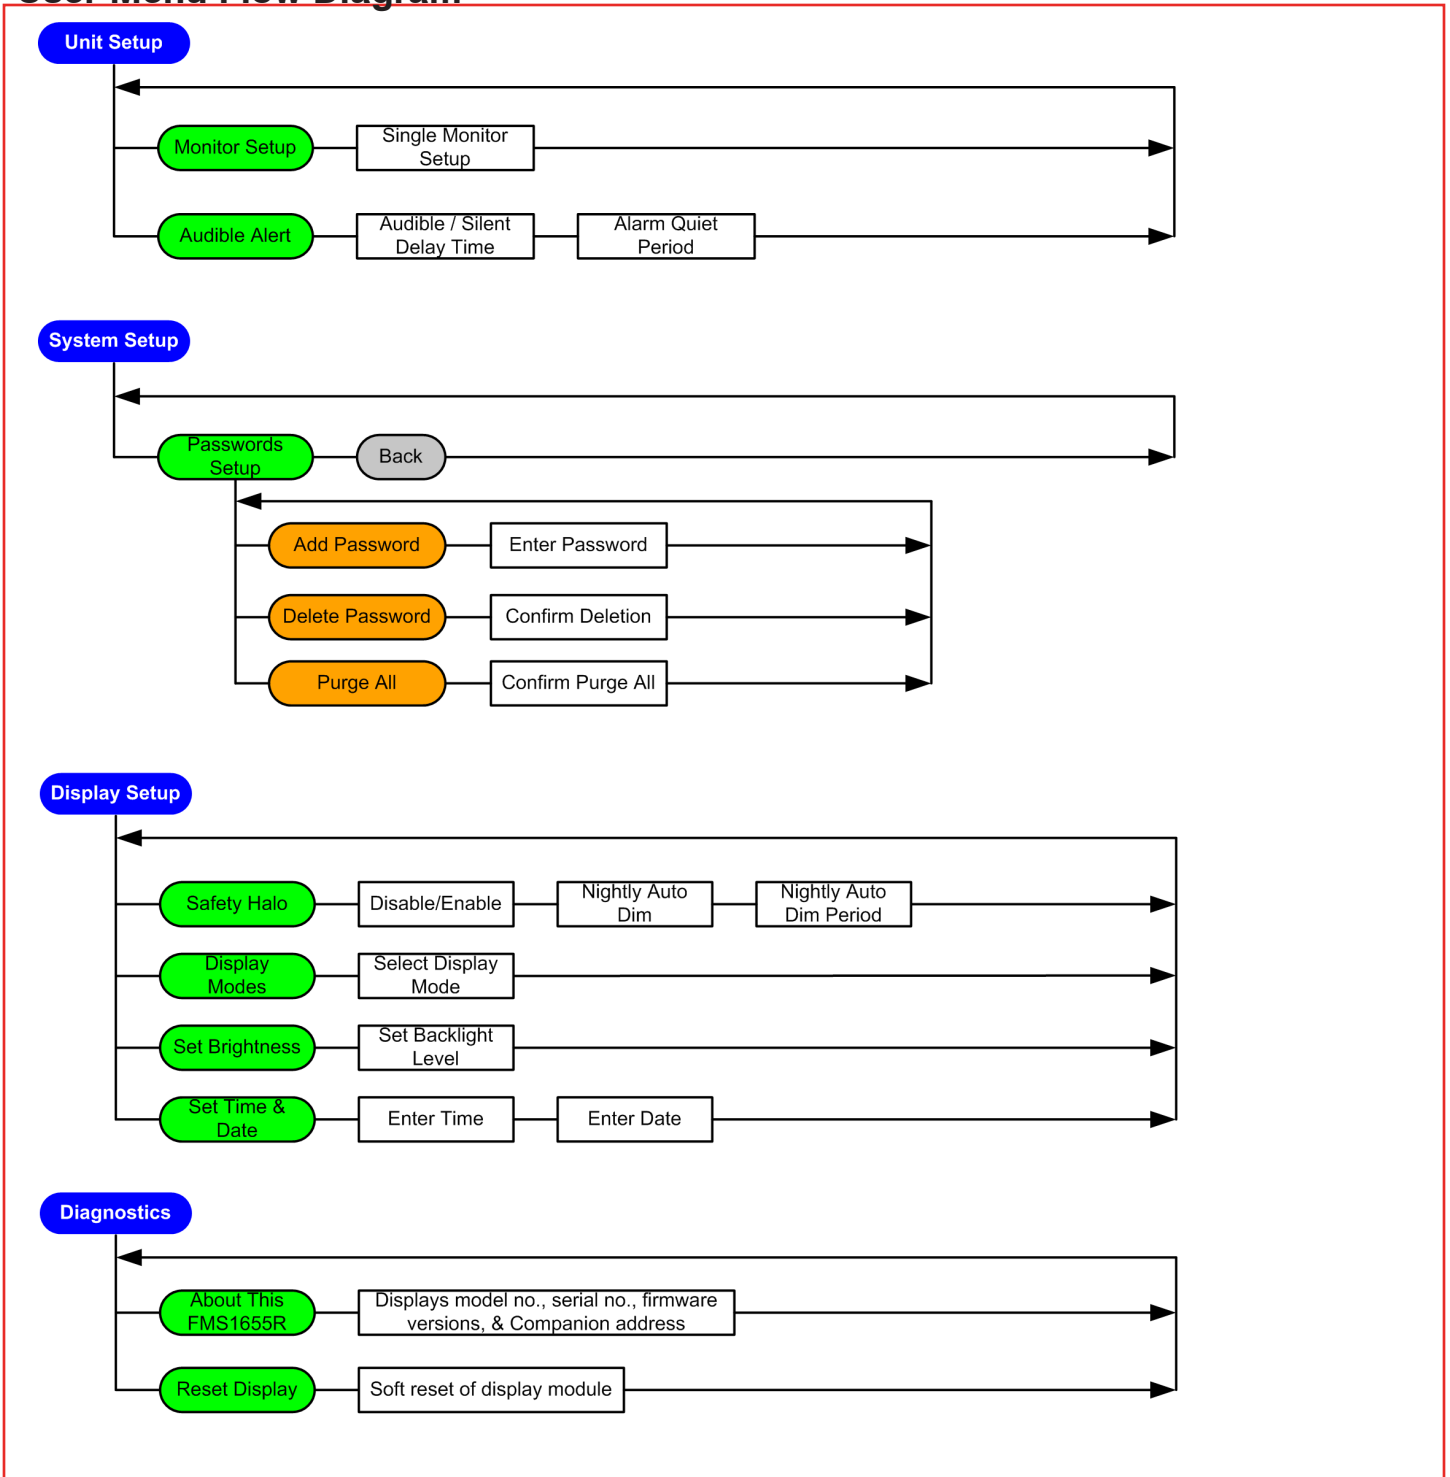 User Menu Flow Diagram
Unit Setup
Monitor Setup
Single Monitor
Setup
Audible Alert
Audible / Silent
Delay Time
Alarm Quiet
Period
System Setup
Passwords
Setup
Back
Add Password
Enter Password
Delete Password
Confirm Deletion
Purge All
Confirm Purge All
Display Setup
Safety Halo
Disable/Enable
Nightly Auto
Dim
Nightly Auto
Dim Period
Display
Modes
Select Display
Mode
Set Brightness
Set Backlight
Level
Set Time &
Date
Enter Time
Enter Date
Diagnostics
About This
FMS1655R
Displays model no., serial no., firmware
versions, & Companion address
Reset Display
Soft reset of display module